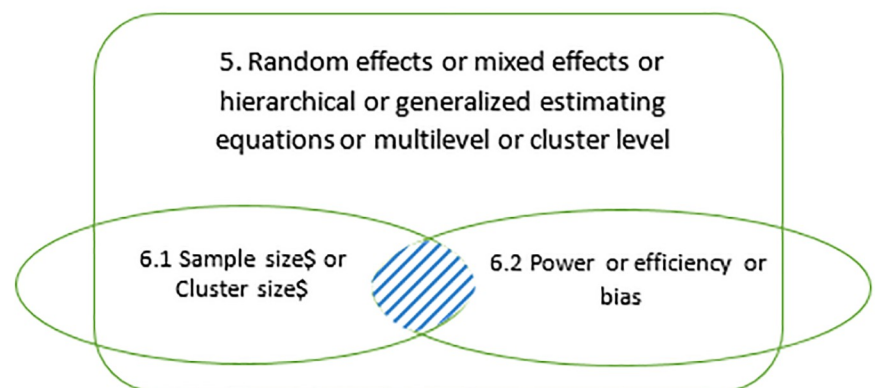 5. Random effects or mixed effects or
hierarchical or generalized estimating
equations or multilevel or cluster level
6.1 Sample size$ or
Cluster size$
6.2 Power or efficiency or
bias